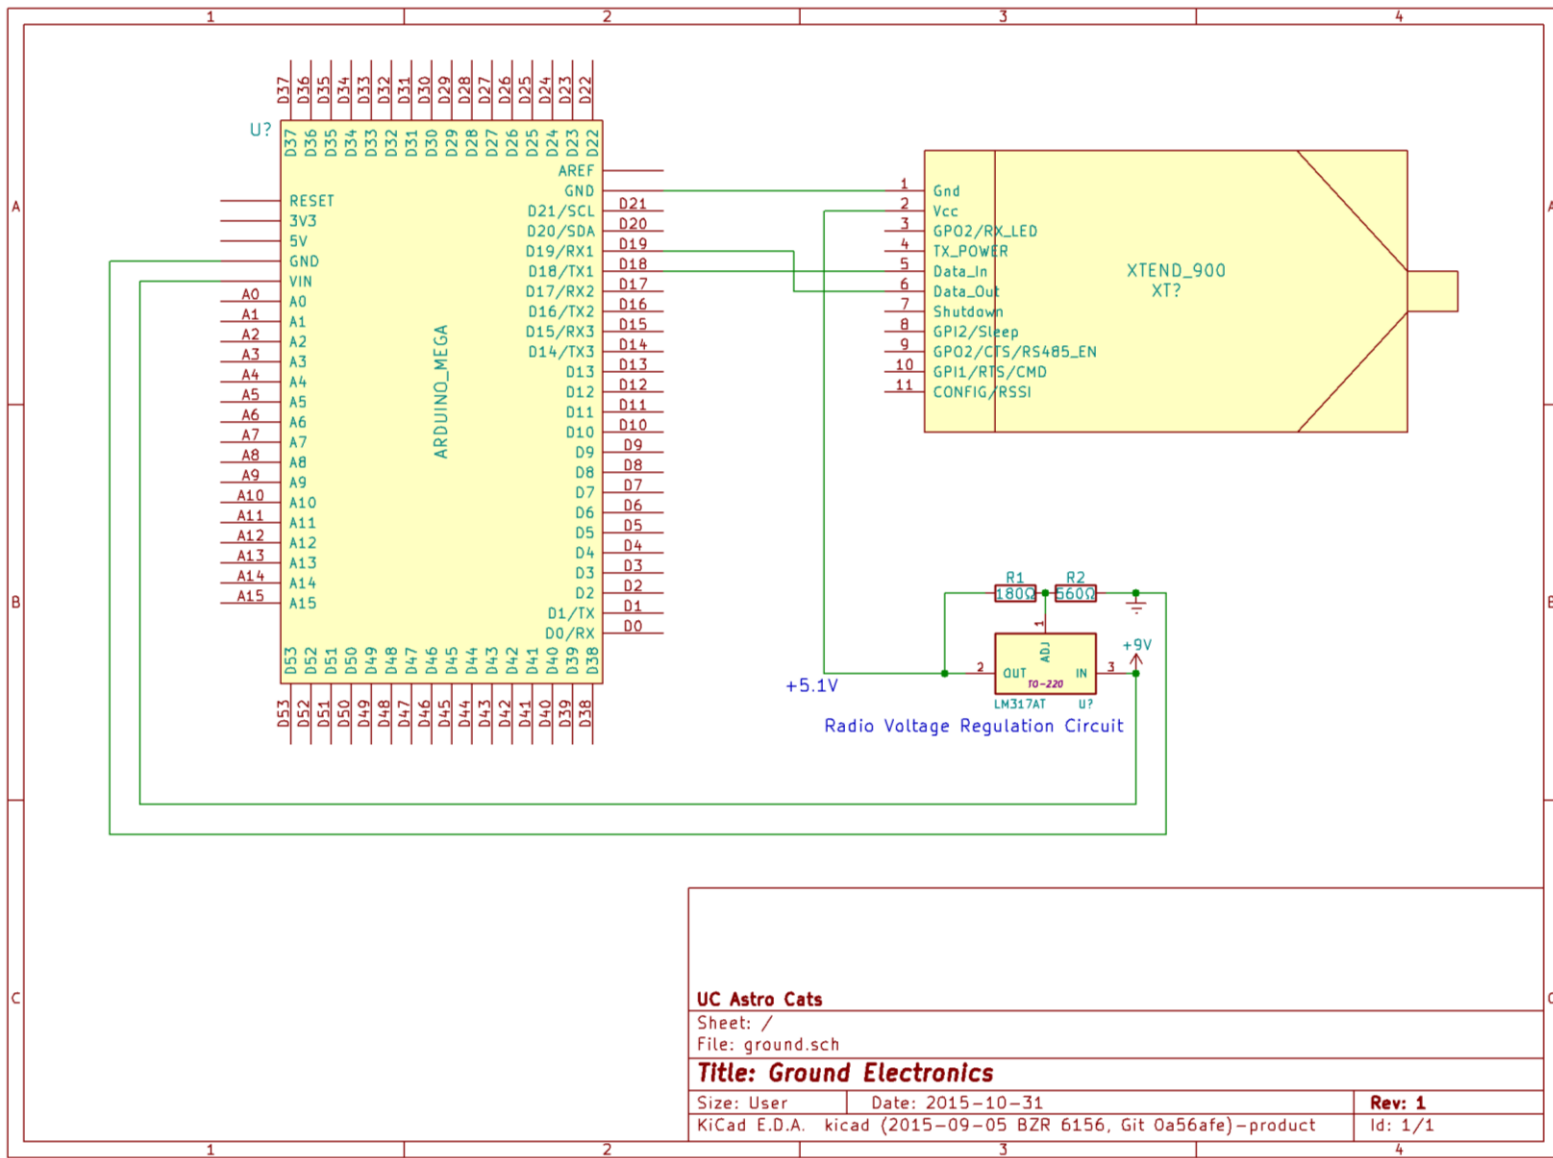 1 2 3 4
A
B
C
A
B
C
1 2 3 4
D37 D36 D35 D34 D33 D32 D31 D30 D29 D28 D27 D26 D25 D24 D23 D22
U?
D37 D36 D35 D34 D33 D32 D31 D30 D29 D28 D27 D26 D25 D24 D23 D22
RESET
3V3
5V
GND
VIN
A0 A0
A1 A1
A2 A2
A3 A3
A4 A4
A5 A5
A6 A6
A7 A7
A8 A8
A9 A9
A10 A10
A11 A11
A12 A12
A13 A13
A14 A14
A15 A15
ARDUINO_MEGA
AREF
GND
D21/SCL D21
D20/SDA D20
D19/RX1 D19
D18/TX1 D18
D17/RX2 D17
D16/TX2 D16
D15/RX3 D15
D14/TX3 D14
D13 D13
D12 D12
D11 D11
D10 D10
D9 D9
D8 D8
D7 D7
D6 D6
D5 D5
D4 D4
D3 D3
D2 D2
D1/TX D1
D0/RX D0
D53 D52 D51 D50 D49 D48 D47 D46 D45 D44 D43 D42 D41 D40 D39 D38
D53 D52 D51 D50 D49 D48 D47 D46 D45 D44 D43 D42 D41 D40 D39 D38
1 Gnd
2 Vcc
3 GPO2/RX_LED
4 TX_POWER
5 Data_In
6 Data_Out
7 Shutdown
8 GPI2/Sleep
9 GPO2/CTS/RS485_EN
10 GPI1/RTS/CMD
11 CONFIG/RSSI
XTEND_900
XT?
R1 R2
180Ω 560Ω
1
ADJ
+9V
2 OUT IN 3
TO-220
LM317AT U?
+5.1V
Radio Voltage Regulation Circuit
UC Astro Cats
Sheet: /
File: ground.sch
Title: Ground Electronics
Size: User Date: 2015-10-31 Rev: 1
KiCad E.D.A. kicad (2015-09-05 BZR 6156, Git 0a56afe)-product Id: 1/1